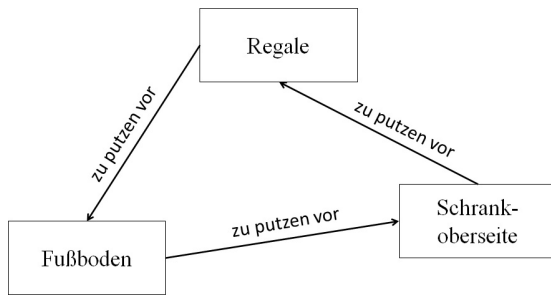 Regale
zu putzen vor
zu putzen vor
Schrank-
oberseite
zu putzen vor
Fußboden